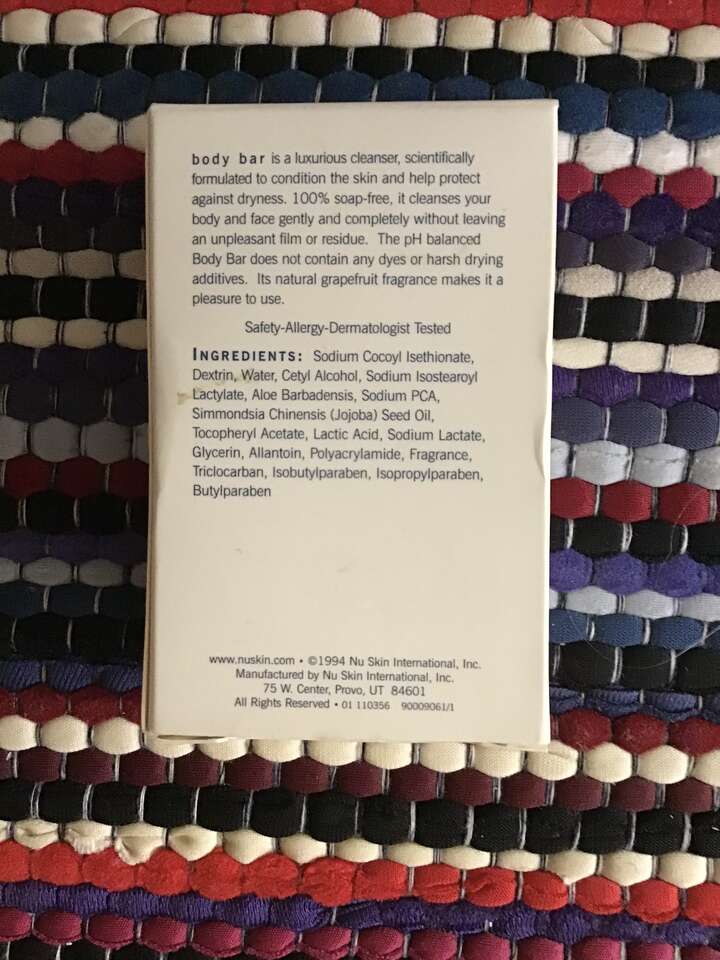 body bar is a luxurious cleanser, scientifically
formulated to condition the skin and help protect
against dryness. 100% soap-free, it cleanses your
body and face gently and completely without leaving
an unpleasant film or residue. The pH balanced
Body Bar does not contain any dyes or harsh drying
additives. Its natural grapefruit fragrance makes it a
pleasure to use.
Safety-Allergy-Dermatologist Tested
INGREDIENTS: Sodium Cocoyl Isethionate,
Dextrin, Water, Cetyl Alcohol, Sodium Isostearoyl
Lactylate, Aloe Barbadensis, Sodium PCA,
Simmondsia Chinensis (Jojoba) Seed Oil,
Tocopheryl Acetate, Lactic Acid, Sodium Lactate,
Glycerin, Allantoin, Polyacrylamide, Fragrance,
Triclocarban, Isobutylparaben, Isopropylparaben,
Butylparaben
www.nuskin.com • ©1994 Nu Skin International, Inc.
Manufactured by Nu Skin International, Inc.
75 W. Center, Provo, UT 84601
All Rights Reserved • 01 110356 90009061/1